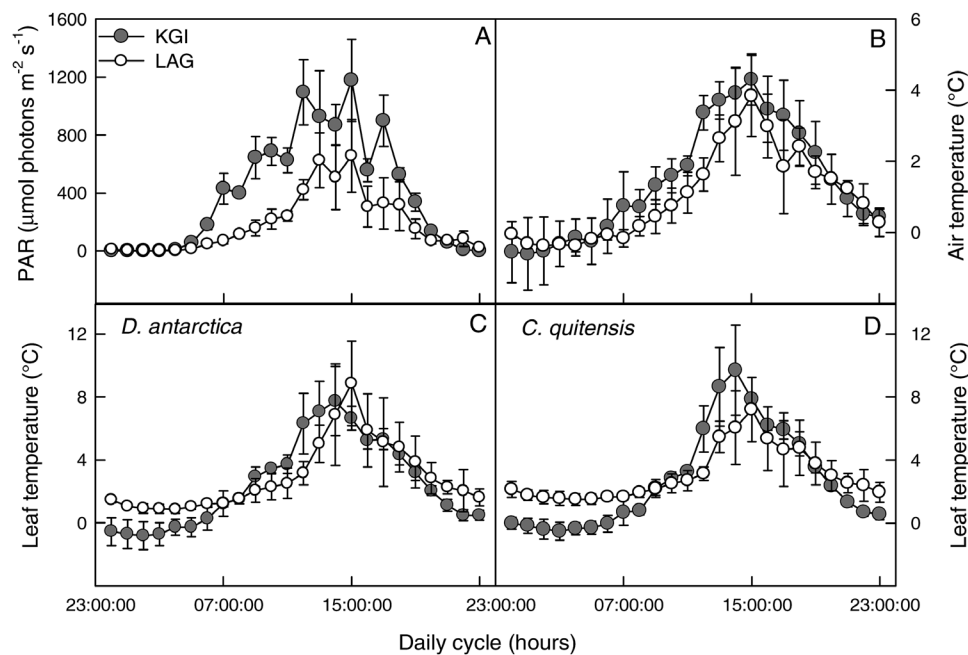 1600
1200
800
400
0
PAR (µmol photons m⁻² s⁻¹)
KGI
LAG
A
B
6
4
2
0
Air temperature (°C)
12
8
4
0
Leaf temperature (°C)
D. antarctica
C
C. quitensis
D
12
8
4
0
Leaf temperature (°C)
23:00:00 07:00:00 15:00:00 23:00:00 07:00:00 15:00:00 23:00:00
Daily cycle (hours)